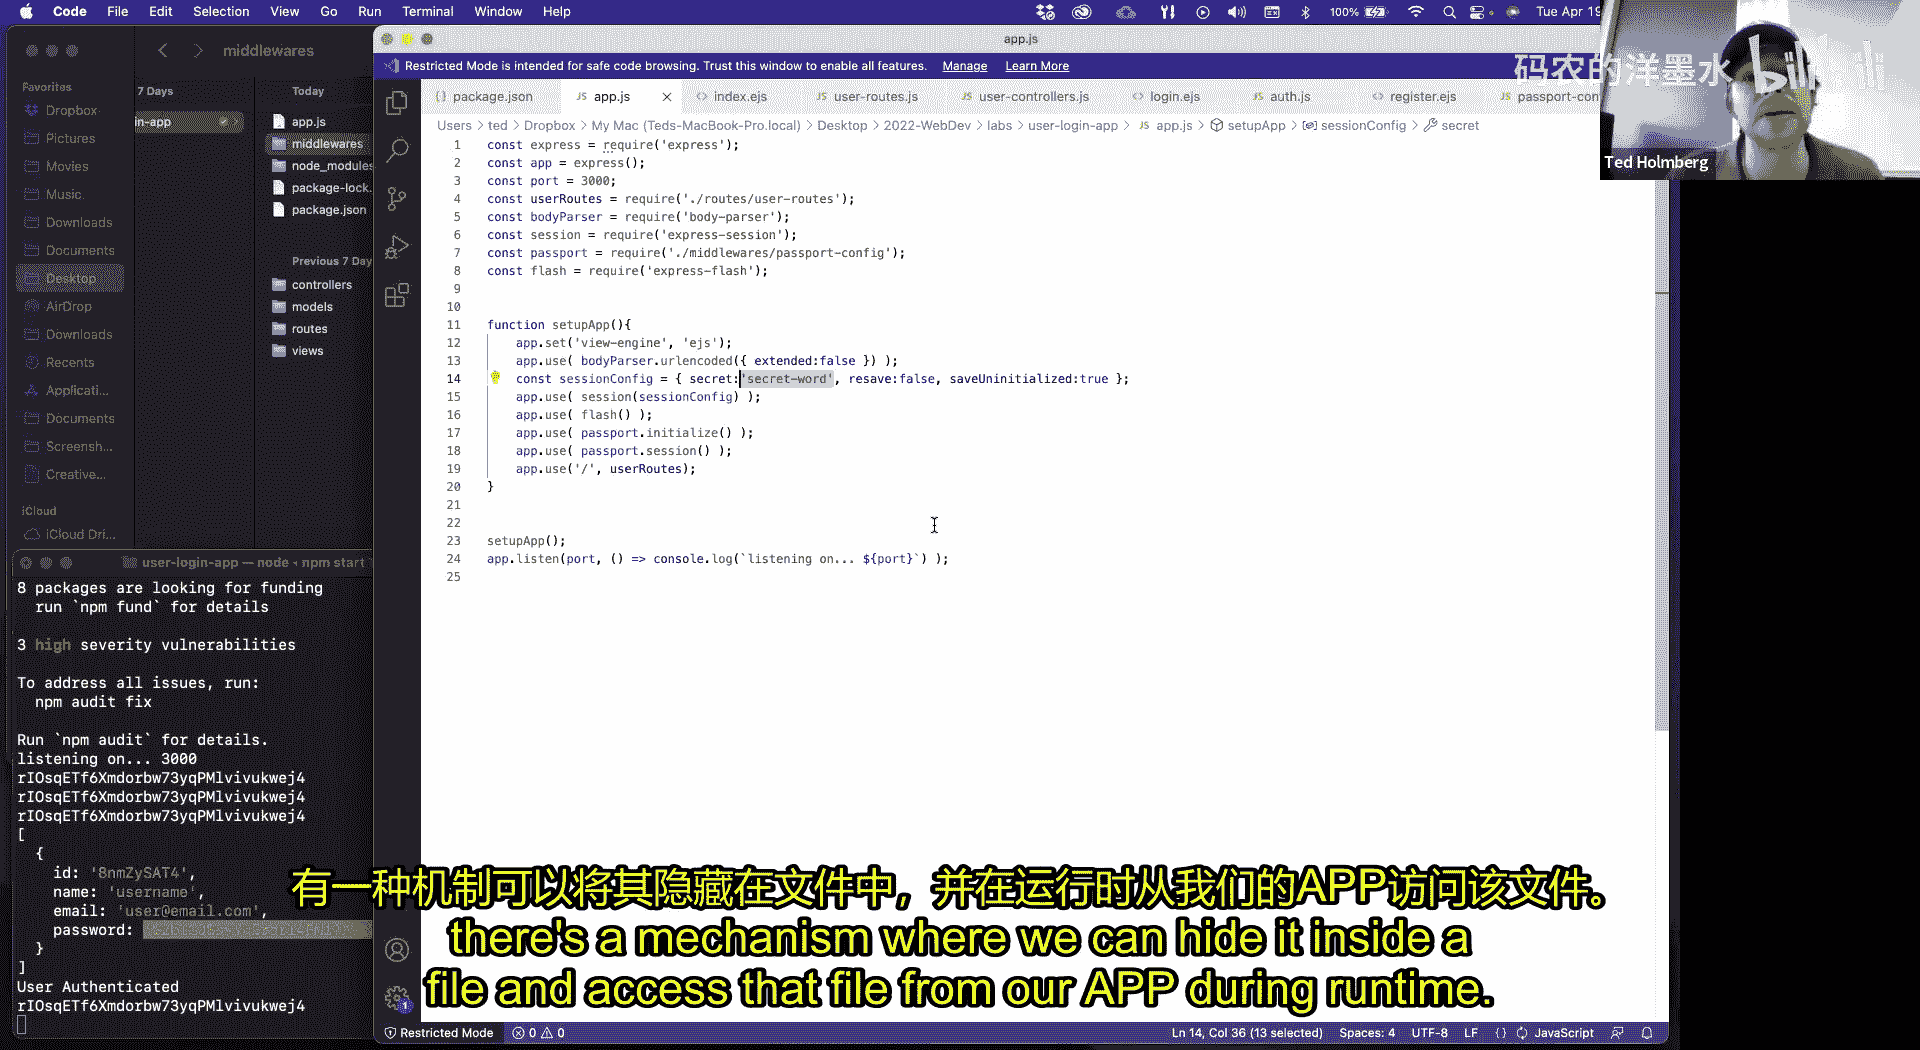 Code File Edit Selection View Go Run Terminal Window Help
100%
Tue Apr 19
middlewares
Favorites
Dropbox
Pictures
Movies
Music
Downloads
Documents
Desktop
AirDrop
Downloads
Recents
Applicati...
Documents
Screensh...
Creative...
iCloud
iCloud Dri...
7 Days
in-app
Today
app.js
middlewares
node_modules
package-lock.
package.json
Previous 7 Day
controllers
models
routes
views
app.js
Restricted Mode is intended for safe code browsing. Trust this window to enable all features. Manage Learn More
package.json
JS app.js
index.ejs
JS user-routes.js
JS user-controllers.js
login.ejs
JS auth.js
register.ejs
JS passport-con
Users > ted > Dropbox > My Mac (Teds-MacBook-Pro.local) > Desktop > 2022-WebDev > labs > user-login-app > JS app.js > setupApp > sessionConfig > secret
1 const express = require('express');
2 const app = express();
3 const port = 3000;
4 const userRoutes = require('./routes/user-routes');
5 const bodyParser = require('body-parser');
6 const session = require('express-session');
7 const passport = require('./middlewares/passport-config');
8 const flash = require('express-flash');
9
10
11 function setupApp(){
12 app.set('view-engine', 'ejs');
13 app.use( bodyParser.urlencoded({ extended:false }) );
14 const sessionConfig = { secret:'secret-word', resave:false, saveUninitialized:true };
15 app.use( session(sessionConfig) );
16 app.use( flash() );
17 app.use( passport.initialize() );
18 app.use( passport.session() );
19 app.use('/', userRoutes);
20 }
21
22
23 setupApp();
24 app.listen(port, () => console.log(`listening on... ${port}`) );
25
码农的洋墨水 bilibili
Ted Holmberg
user-login-app — node ◂ npm start
8 packages are looking for funding
run `npm fund` for details
3 high severity vulnerabilities
To address all issues, run:
npm audit fix
Run `npm audit` for details.
listening on... 3000
rIOsqETf6Xmdorbw73yqPMlvivukwej4
rIOsqETf6Xmdorbw73yqPMlvivukwej4
rIOsqETf6Xmdorbw73yqPMlvivukwej4
[
{
id: '8nmZySAT4',
name: 'username',
email: 'user@email.com',
password:
}
]
User Authenticated
rIOsqETf6Xmdorbw73yqPMlvivukwej4
有一种机制可以将其隐藏在文件中，并在运行时从我们的APP访问该文件。
there's a mechanism where we can hide it inside a
file and access that file from our APP during runtime.
1
Restricted Mode 0 0 Ln 14, Col 36 (13 selected) Spaces: 4 UTF-8 LF {} JavaScript